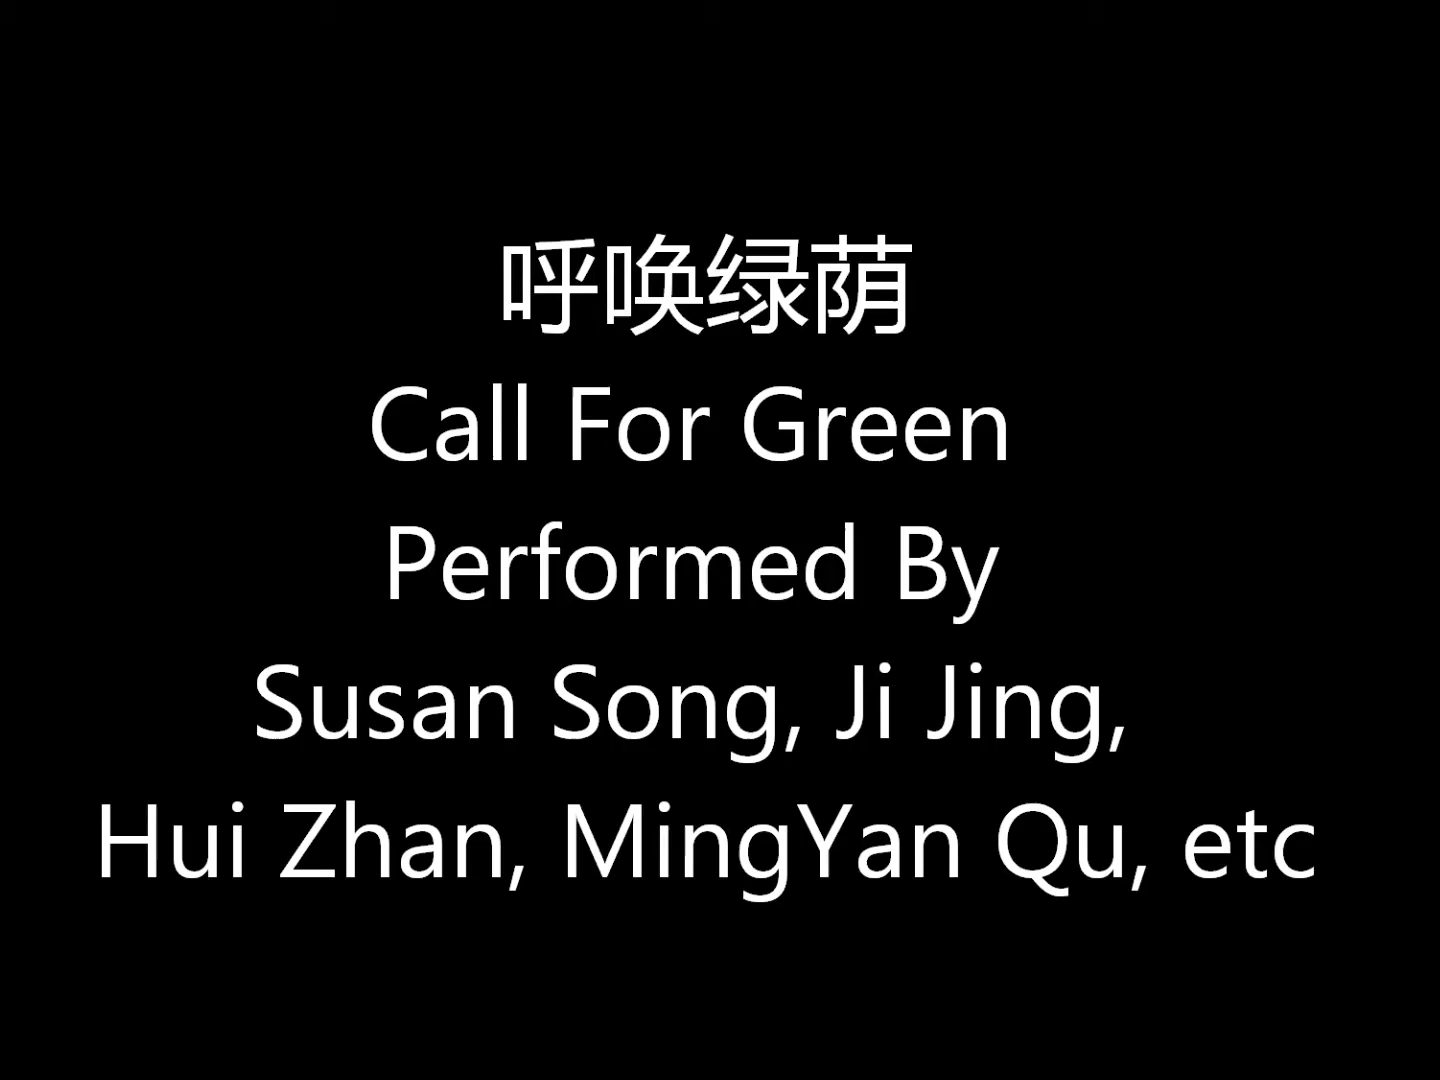 呼唤绿荫
Call For Green
Performed By
Susan Song, Ji Jing,
Hui Zhan, MingYan Qu, etc